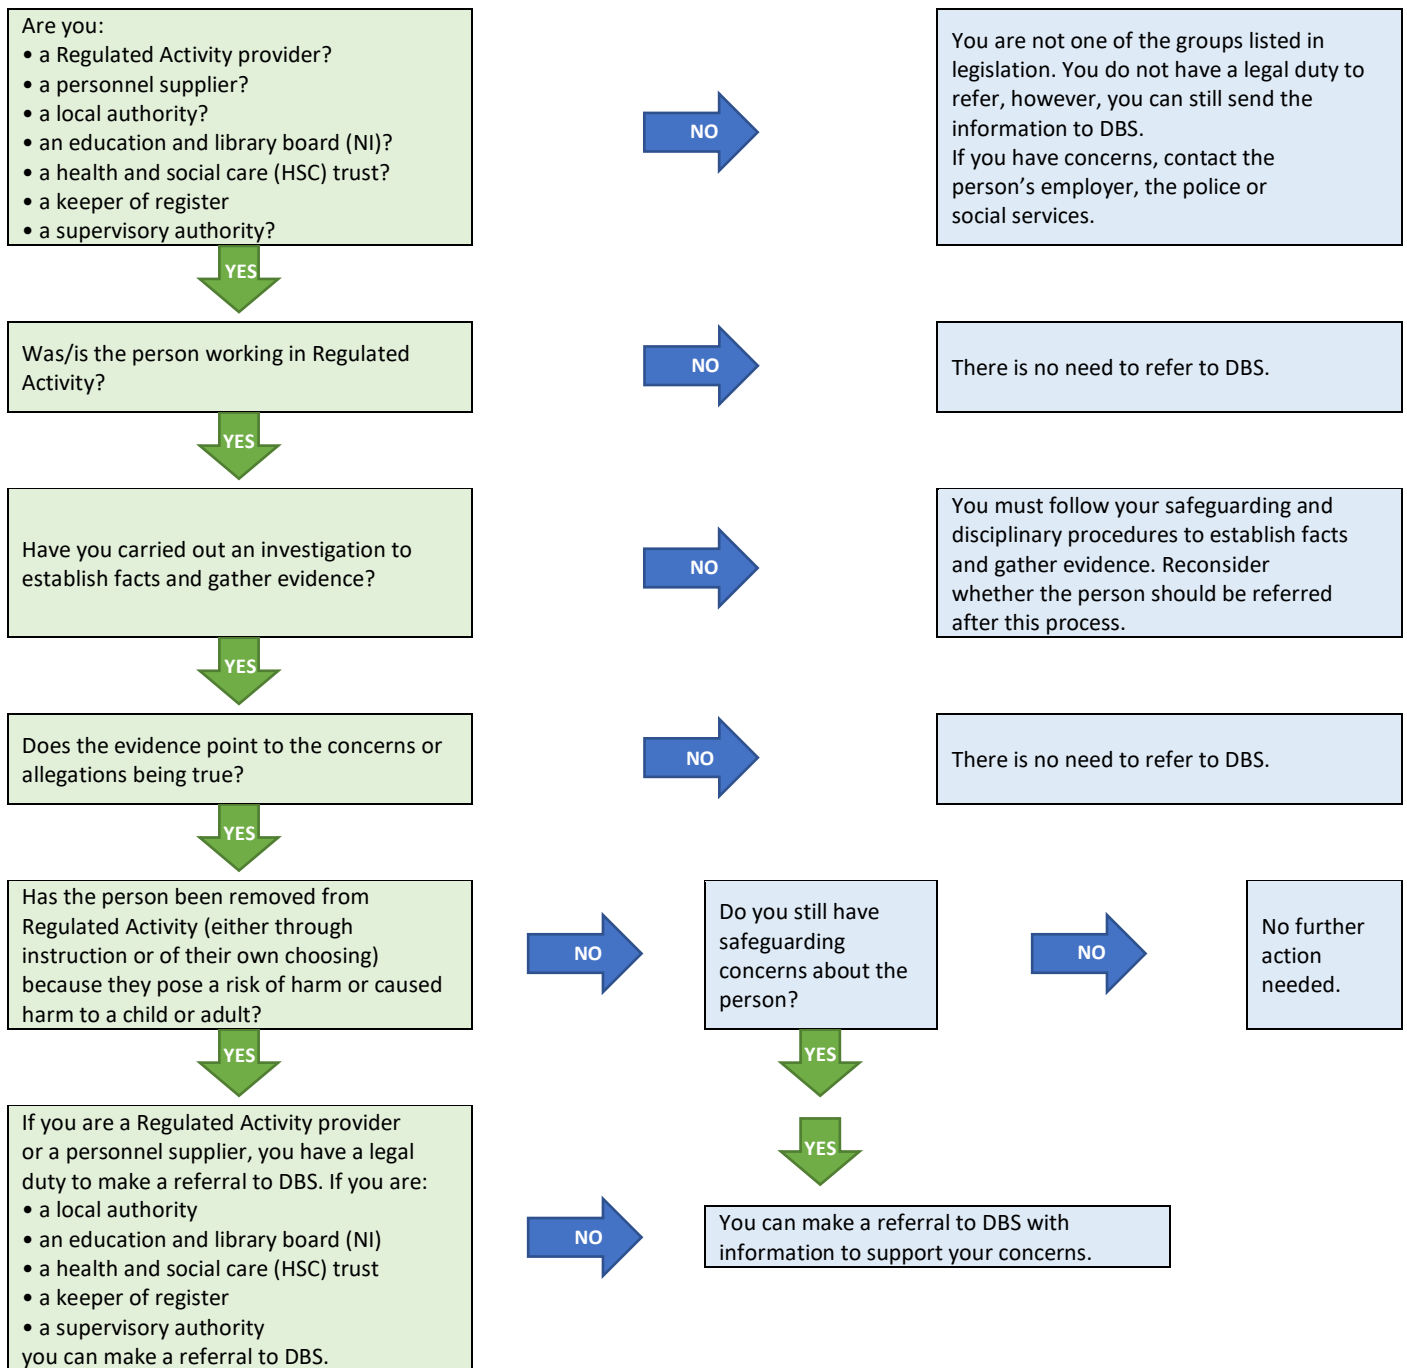 Are you:
• a Regulated Activity provider?
• a personnel supplier?
• a local authority?
• an education and library board (NI)?
• a health and social care (HSC) trust?
• a keeper of register
• a supervisory authority?
NO
You are not one of the groups listed in
legislation. You do not have a legal duty to
refer, however, you can still send the
information to DBS.
If you have concerns, contact the
person’s employer, the police or
social services.
YES
Was/is the person working in Regulated
Activity?
NO
There is no need to refer to DBS.
YES
Have you carried out an investigation to
establish facts and gather evidence?
NO
You must follow your safeguarding and
disciplinary procedures to establish facts
and gather evidence. Reconsider
whether the person should be referred
after this process.
YES
Does the evidence point to the concerns or
allegations being true?
NO
There is no need to refer to DBS.
YES
Has the person been removed from
Regulated Activity (either through
instruction or of their own choosing)
because they pose a risk of harm or caused
harm to a child or adult?
NO
Do you still have
safeguarding
concerns about the
person?
NO
No further
action
needed.
YES
YES
If you are a Regulated Activity provider
or a personnel supplier, you have a legal
duty to make a referral to DBS. If you are:
• a local authority
• an education and library board (NI)
• a health and social care (HSC) trust
• a keeper of register
• a supervisory authority
you can make a referral to DBS.
NO
YES
You can make a referral to DBS with
information to support your concerns.